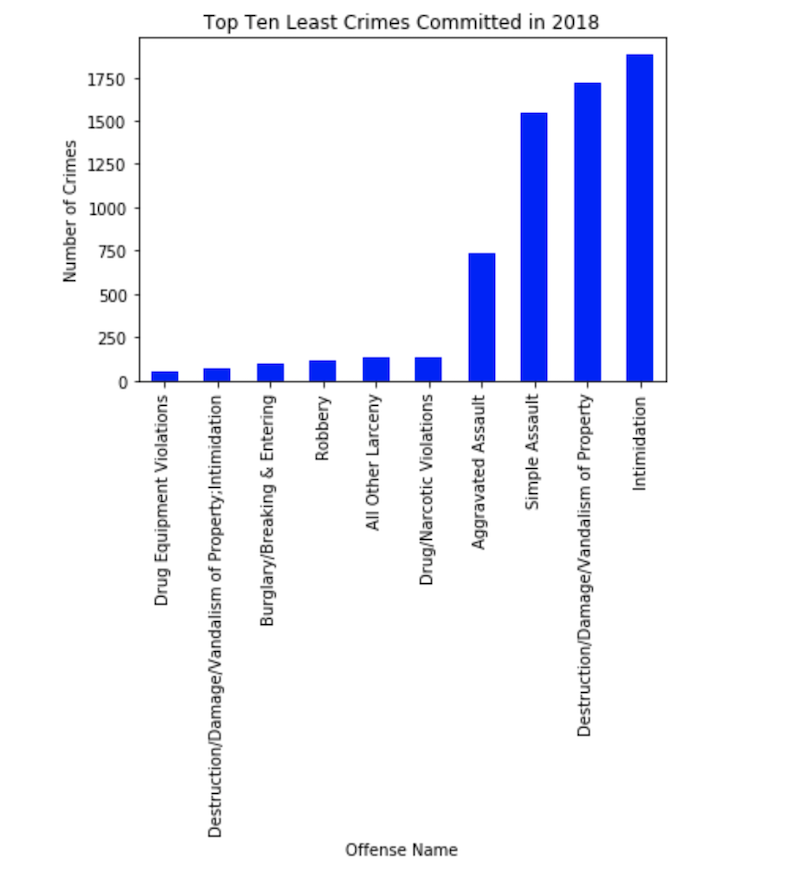 Top Ten Least Crimes Committed in 2018
Number of Crimes
1750
1500
1250
1000
750
500
250
0
Drug Equipment Violations
Destruction/Damage/Vandalism of Property;Intimidation
Burglary/Breaking & Entering
Robbery
All Other Larceny
Drug/Narcotic Violations
Aggravated Assault
Simple Assault
Destruction/Damage/Vandalism of Property
Intimidation
Offense Name